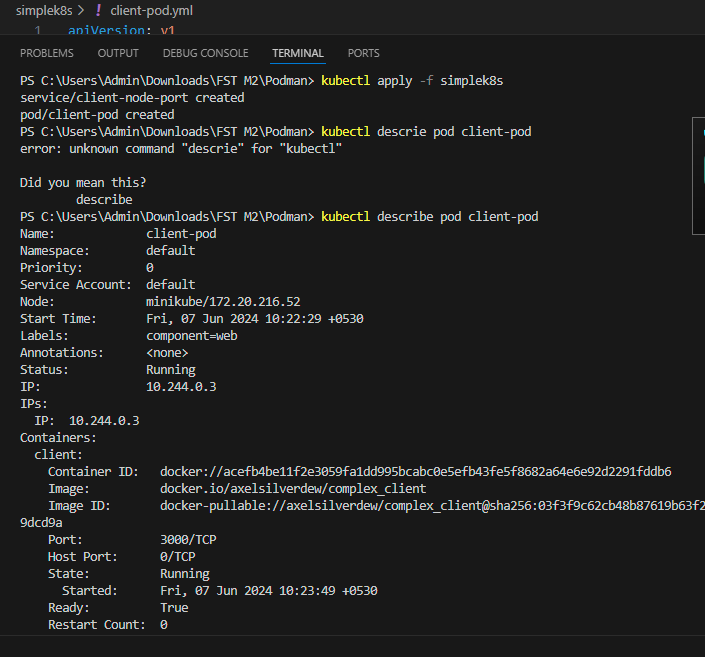 simplek8s > ! client-pod.yml
1 apiVersion: v1
PROBLEMS OUTPUT DEBUG CONSOLE TERMINAL PORTS
PS C:\Users\Admin\Downloads\FST M2\Podman> kubectl apply -f simplek8s
service/client-node-port created
pod/client-pod created
PS C:\Users\Admin\Downloads\FST M2\Podman> kubectl descrie pod client-pod
error: unknown command "descrie" for "kubectl"
Did you mean this?
describe
PS C:\Users\Admin\Downloads\FST M2\Podman> kubectl describe pod client-pod
Name: client-pod
Namespace: default
Priority: 0
Service Account: default
Node: minikube/172.20.216.52
Start Time: Fri, 07 Jun 2024 10:22:29 +0530
Labels: component=web
Annotations: <none>
Status: Running
IP: 10.244.0.3
IPs:
IP: 10.244.0.3
Containers:
client:
Container ID: docker://acefb4be11f2e3059fa1dd995bcabc0e5efb43fe5f8682a64e6e92d2291fddb6
Image: docker.io/axelsilverdew/complex_client
Image ID: docker-pullable://axelsilverdew/complex_client@sha256:03f3f9c62cb48b87619b63f2
9dcd9a
Port: 3000/TCP
Host Port: 0/TCP
State: Running
Started: Fri, 07 Jun 2024 10:23:49 +0530
Ready: True
Restart Count: 0